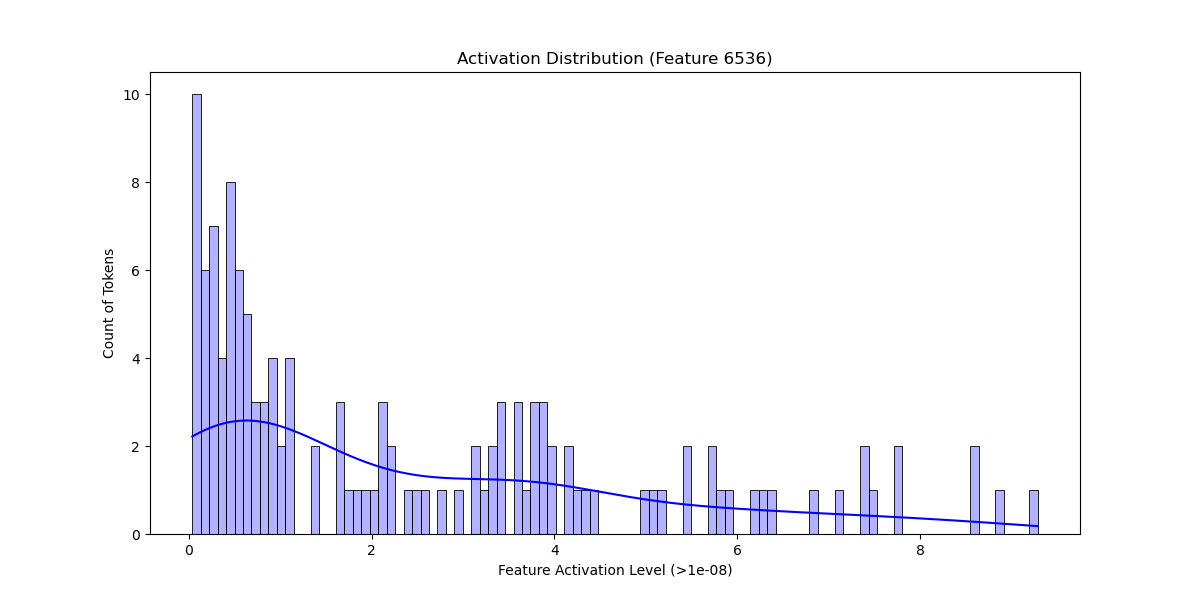 Activation Distribution (Feature 6536)
10
8
6
4
2
0
Count of Tokens
0 2 4 6 8
Feature Activation Level (>1e-08)